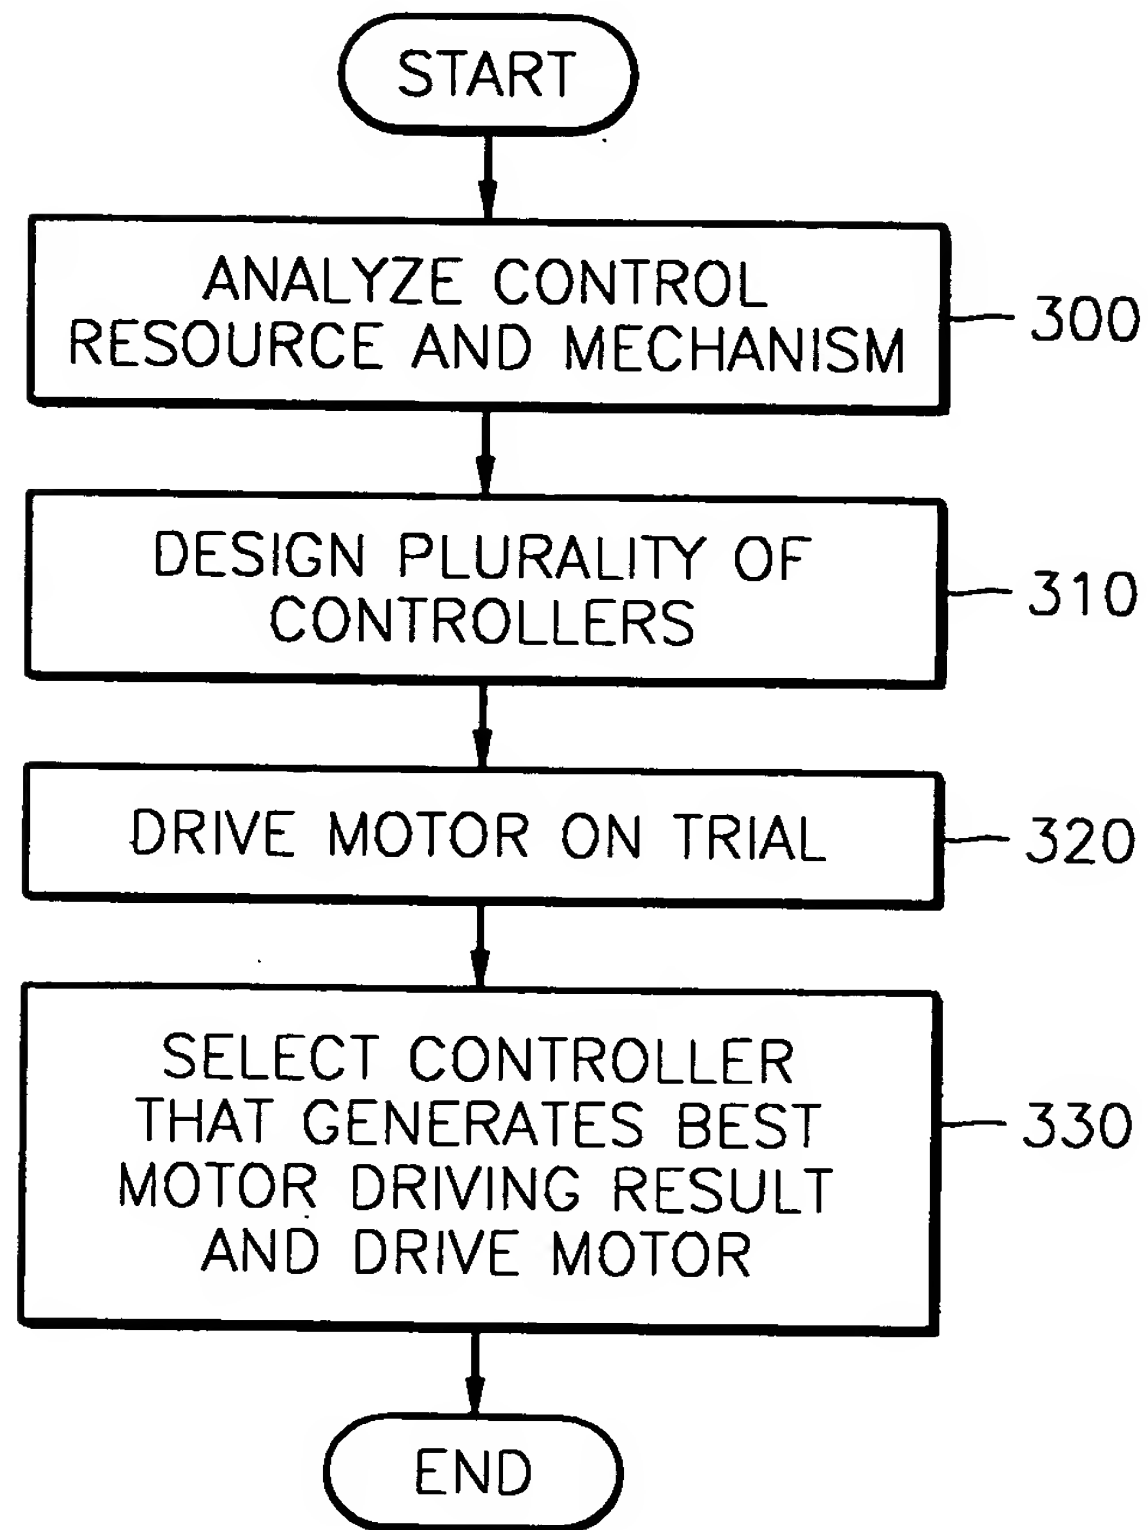 START
ANALYZE CONTROL
RESOURCE AND MECHANISM
300
DESIGN PLURALITY OF
CONTROLLERS
310
DRIVE MOTOR ON TRIAL
320
SELECT CONTROLLER
THAT GENERATES BEST
MOTOR DRIVING RESULT
AND DRIVE MOTOR
330
END